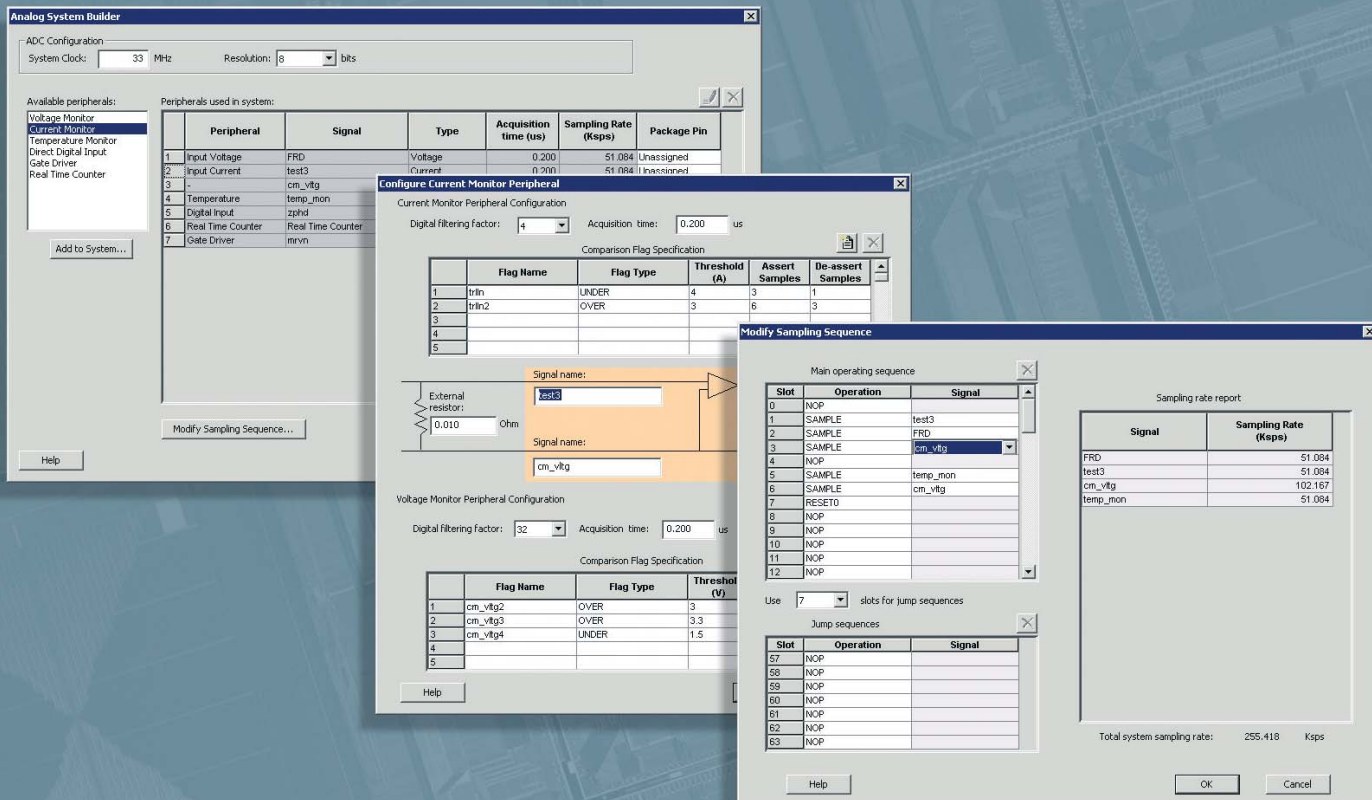 Analog System Builder
ADC Configuration
System Clock: 33 MHz Resolution: 8 bits
Available peripherals:
Voltage Monitor
Current Monitor
Temperature Monitor
Direct Digital Input
Gate Driver
Real Time Counter
Add to System...
Peripherals used in system:
Peripheral Signal Type Acquisition time (us) Sampling Rate (Ksps) Package Pin
1 Input Voltage FRD Voltage 0.200 51.084 Unassigned
2 Input Current test3 Current 0.200 51.084 Unassigned
3 - cm_vltg
4 Temperature temp_mon
5 Digital Input zphd
6 Real Time Counter Real Time Counter
7 Gate Driver mrvn
Modify Sampling Sequence...
Help
Configure Current Monitor Peripheral
Current Monitor Peripheral Configuration
Digital filtering factor: 4 Acquisition time: 0.200 us
Comparison Flag Specification
Flag Name Flag Type Threshold (A) Assert Samples De-assert Samples
1 trlln UNDER 4 3 1
2 trlln2 OVER 3 6 3
3
4
5
External resistor:
0.010 Ohm
Signal name:
test3
Signal name:
cm_vltg
Voltage Monitor Peripheral Configuration
Digital filtering factor: 32 Acquisition time: 0.200 us
Comparison Flag Specification
Flag Name Flag Type Threshol (V)
1 cm_vltg2 OVER 3
2 cm_vltg3 OVER 3.3
3 cm_vltg4 UNDER 1.5
4
5
Help
Modify Sampling Sequence
Main operating sequence
Slot Operation Signal
0 NOP
1 SAMPLE test3
2 SAMPLE FRD
3 SAMPLE cm_vltg
4 NOP
5 SAMPLE temp_mon
6 SAMPLE cm_vltg
7 RESET0
8 NOP
9 NOP
10 NOP
11 NOP
12 NOP
Use 7 slots for jump sequences
Jump sequences
Slot Operation Signal
57 NOP
58 NOP
59 NOP
60 NOP
61 NOP
62 NOP
63 NOP
Help
Sampling rate report
Signal Sampling Rate (Ksps)
FRD 51.084
test3 51.084
cm_vltg 102.167
temp_mon 51.084
Total system sampling rate: 255.418 Ksps
OK Cancel